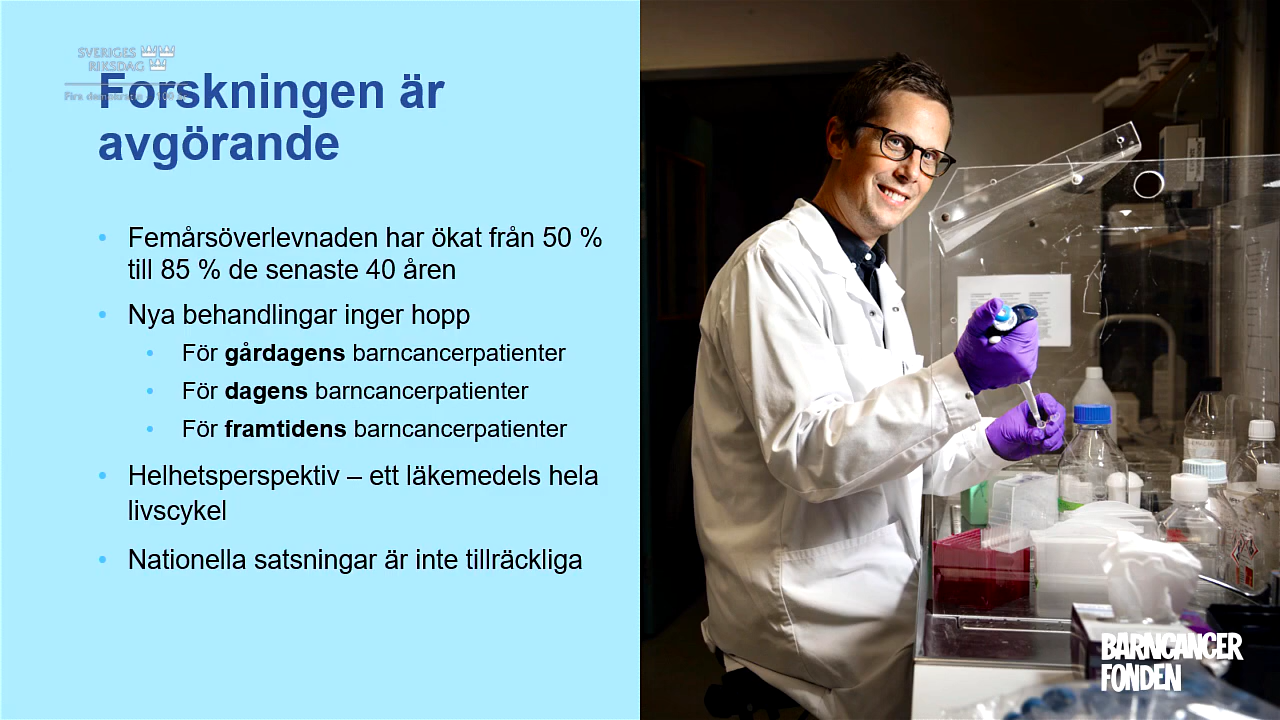 SVERIGES
RIKSDAG
Forskningen är
avgörande
• Femårsöverlevnaden har ökat från 50 %
till 85 % de senaste 40 åren
• Nya behandlingar inger hopp
• För gårdagens barncancerpatienter
• För dagens barncancerpatienter
• För framtidens barncancerpatienter
• Helhetsperspektiv – ett läkemedels hela
livscykel
• Nationella satsningar är inte tillräckliga
BARNCANCER
FONDEN